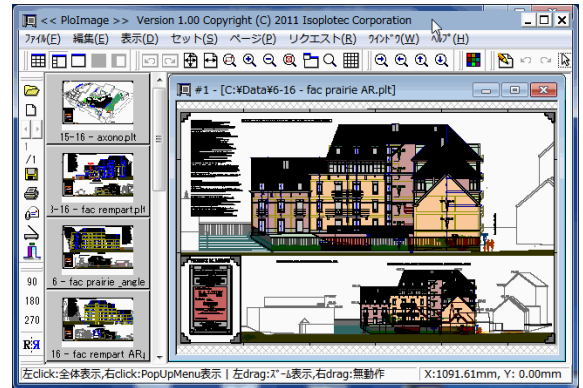 << PloImage >> Version 1.00 Copyright (C) 2011 Isoplotec Corporation
ファイル(F) 編集(E) 表示(D) セット(S) ページ(P) リクエスト(R) ウインドウ(W) ヘルプ(H)
#1 - [C:¥Data¥6-16 - fac prairie AR.plt]
15-16 - axono.plt
1
/1
3-16 - fac rempart.plt
6 - fac prairie _angle
90
180
270
16 - fac rempart AR.
左click:全体表示,右click:PopUpMenu表示 | 左drag:ズーム表示,右drag:無動作
X:1091.61mm, Y: 0.00mm